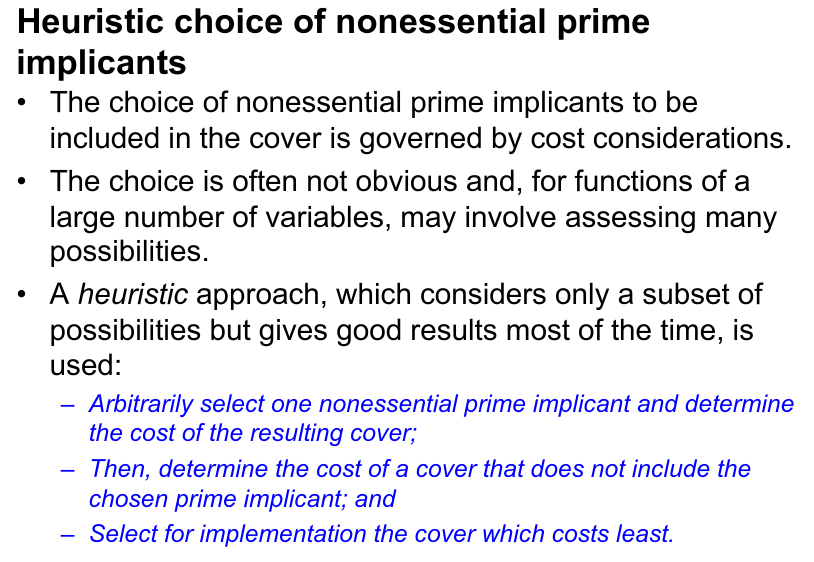 Heuristic choice of nonessential prime
implicants
• The choice of nonessential prime implicants to be
included in the cover is governed by cost considerations.
• The choice is often not obvious and, for functions of a
large number of variables, may involve assessing many
possibilities.
• A heuristic approach, which considers only a subset of
possibilities but gives good results most of the time, is
used:
– Arbitrarily select one nonessential prime implicant and determine
the cost of the resulting cover;
– Then, determine the cost of a cover that does not include the
chosen prime implicant; and
– Select for implementation the cover which costs least.